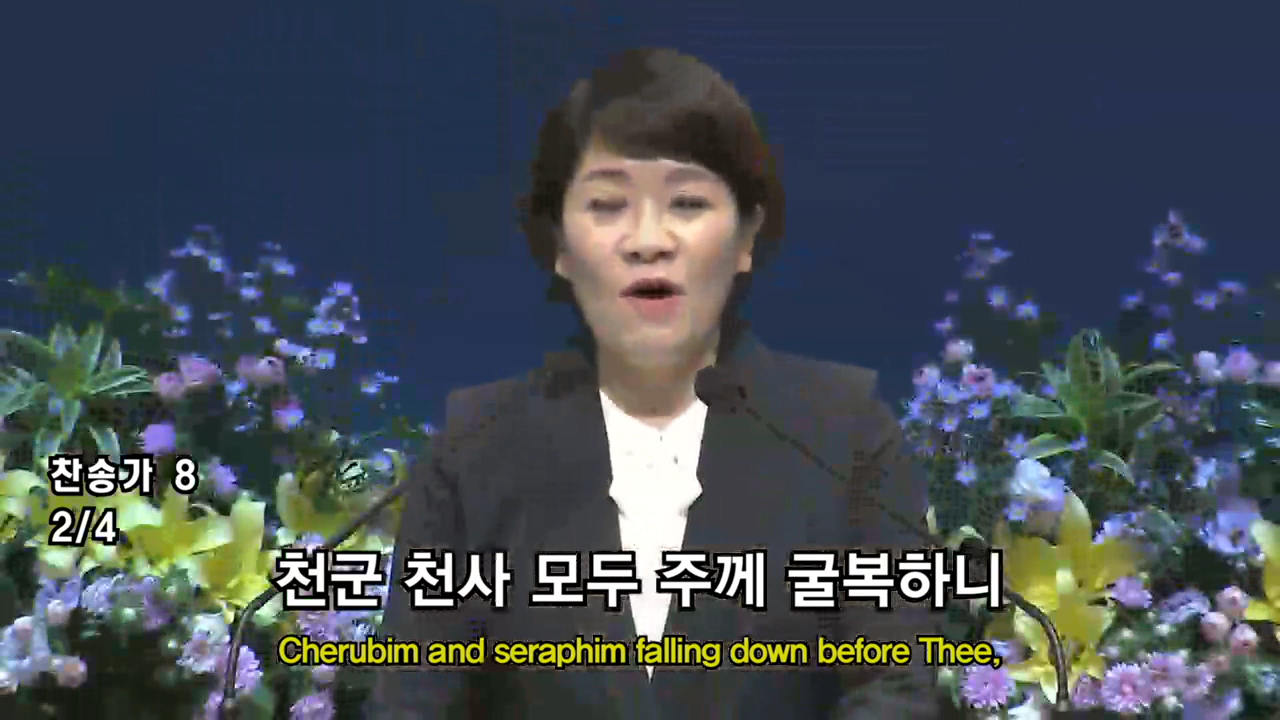 찬송가 8
2/4
천군 천사 모두 주께 굴복하니
Cherubim and seraphim falling down before Thee,